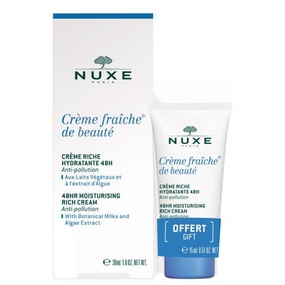 NUXE
PARIS
Crème fraîche®
de beauté
CRÈME RICHE
HYDRATANTE 48H
Anti-pollution
Aux Laits Végétaux et
à l'extrait d'Algue
48HR MOISTURISING
RICH CREAM
Anti-pollution
With Botanical Milks and
Algae Extract
30ml 1.0 OZ. NET WT.
NUXE
PARIS
Crème fraîche®
de beauté
CRÈME RICHE
HYDRATANTE 48H
Anti-pollution
48HR MOISTURISING
RICH CREAM
Anti-pollution
OFFERT
GIFT
15ml 0.51 OZ. NET WT.